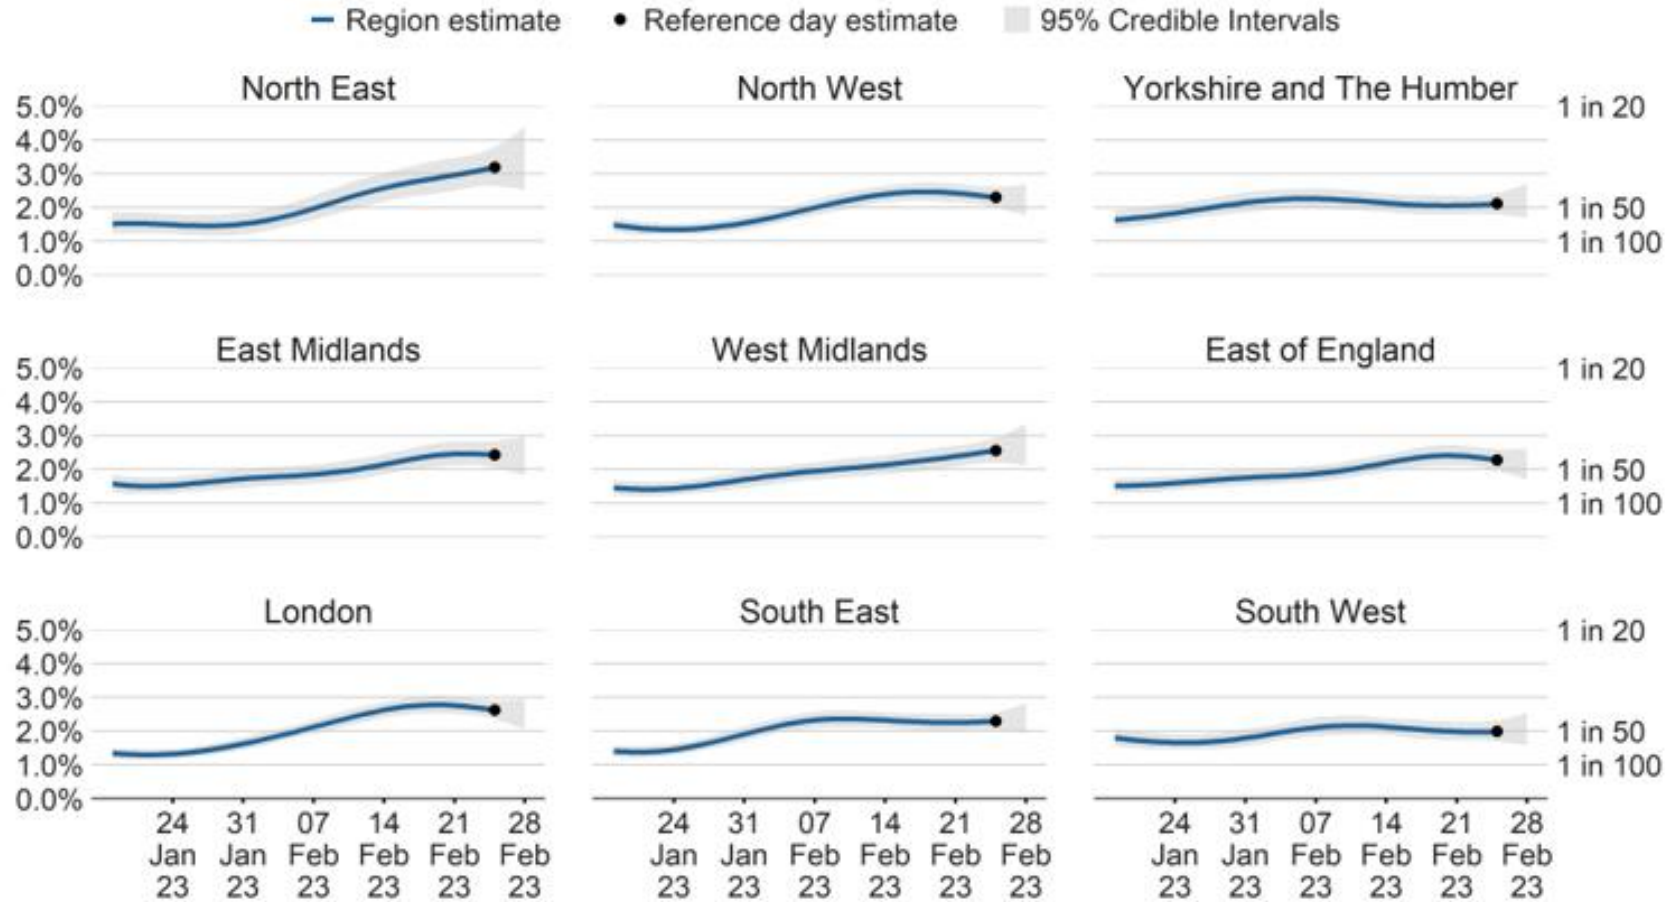 Region estimate Reference day estimate 95% Credible Intervals
North East North West Yorkshire and The Humber
5.0% 1 in 20
4.0%
3.0%
2.0% 1 in 50
1.0% 1 in 100
0.0%
East Midlands West Midlands East of England
5.0% 1 in 20
4.0%
3.0%
2.0% 1 in 50
1.0% 1 in 100
0.0%
London South East South West
5.0% 1 in 20
4.0%
3.0%
2.0% 1 in 50
1.0% 1 in 100
0.0%
24 31 07 14 21 28 24 31 07 14 21 28 24 31 07 14 21 28
Jan Jan Feb Feb Feb Feb Jan Jan Feb Feb Feb Feb Jan Jan Feb Feb Feb Feb
23 23 23 23 23 23 23 23 23 23 23 23 23 23 23 23 23 23